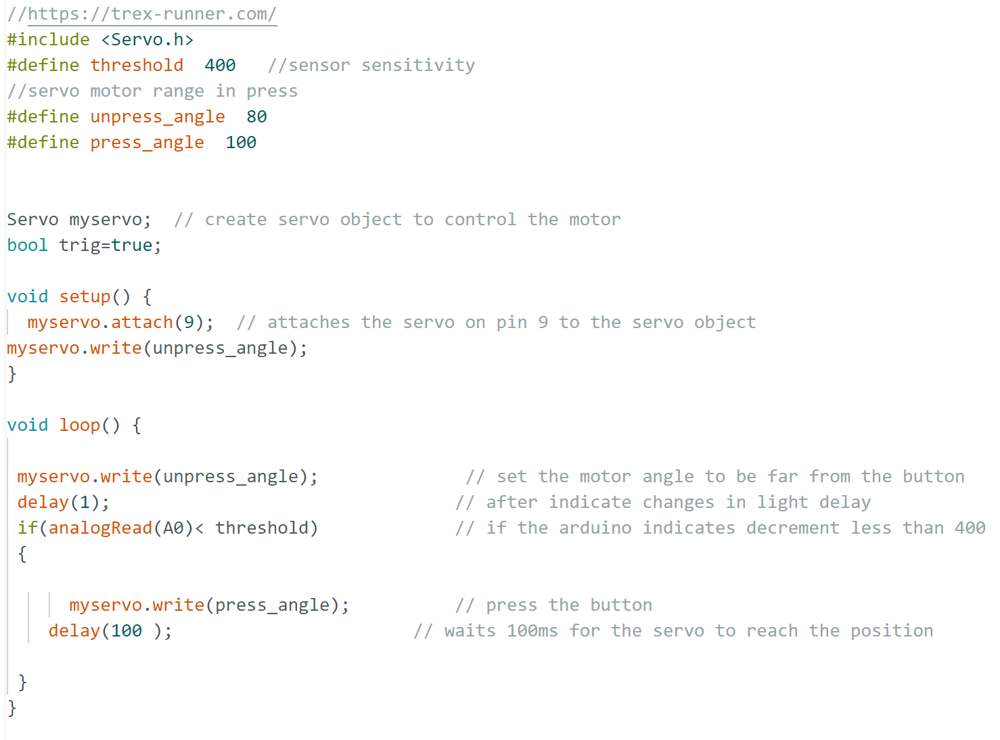 //https://trex-runner.com/
#include <Servo.h>
#define threshold  400   //sensor sensitivity
//servo motor range in press
#define unpress_angle  80
#define press_angle  100
Servo myservo;  // create servo object to control the motor
bool trig=true;
void setup() {
  myservo.attach(9);  // attaches the servo on pin 9 to the servo object
myservo.write(unpress_angle);
}
void loop() {
 myservo.write(unpress_angle);              // set the motor angle to be far from the button
 delay(1);                                 // after indicate changes in light delay
 if(analogRead(A0)< threshold)             // if the arduino indicates decrement less than 400
 {
      myservo.write(press_angle);          // press the button
    delay(100 );                       // waits 100ms for the servo to reach the position
 }
}